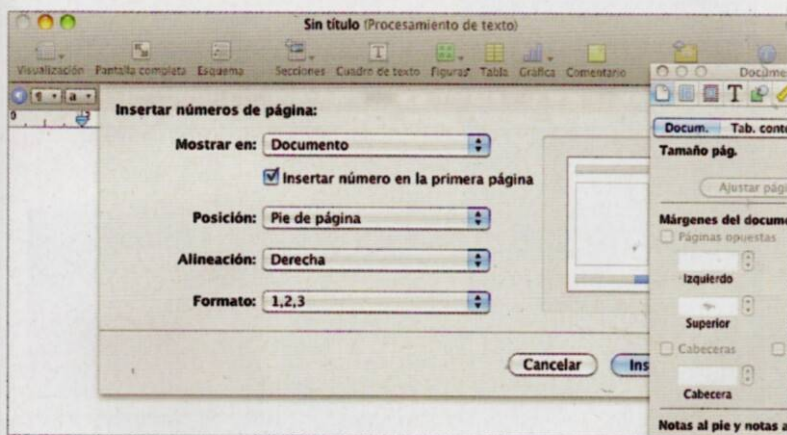 Sin título (Procesamiento de texto)
Visualización Pantalla completa Esquema Secciones Cuadro de texto Figuras Tabla Gráfica Comentario
Insertar números de página:
Mostrar en: Documento
Insertar número en la primera página
Posición: Pie de página
Alineación: Derecha
Formato: 1,2,3
Cancelar Ins
Docume
T
Docum. Tab. conte
Tamaño pág.
Ajustar pági
Márgenes del docume
Páginas opuestas
Izquierdo
Superior
Cabeceras
Cabecera
Notas al pie y notas a